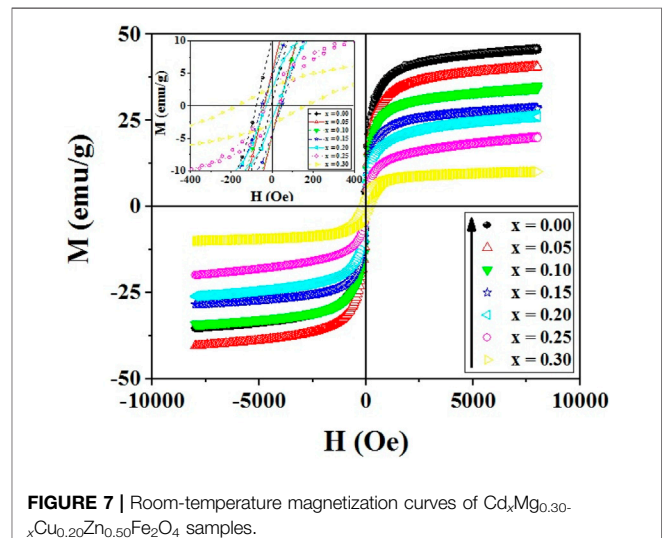 50
25
0
-25
-50
M (emu/g)
10
5
0
-5
-10
M (emu/g)
-400 -200 0 200 400
H (Oe)
x = 0.00
x = 0.05
x = 0.10
x = 0.15
x = 0.20
x = 0.25
x = 0.30
x = 0.00
x = 0.05
x = 0.10
x = 0.15
x = 0.20
x = 0.25
x = 0.30
-10000 -5000 0 5000 10000
H (Oe)
FIGURE 7 | Room-temperature magnetization curves of CdxMg0.30-
xCu0.20Zn0.50Fe2O4 samples.